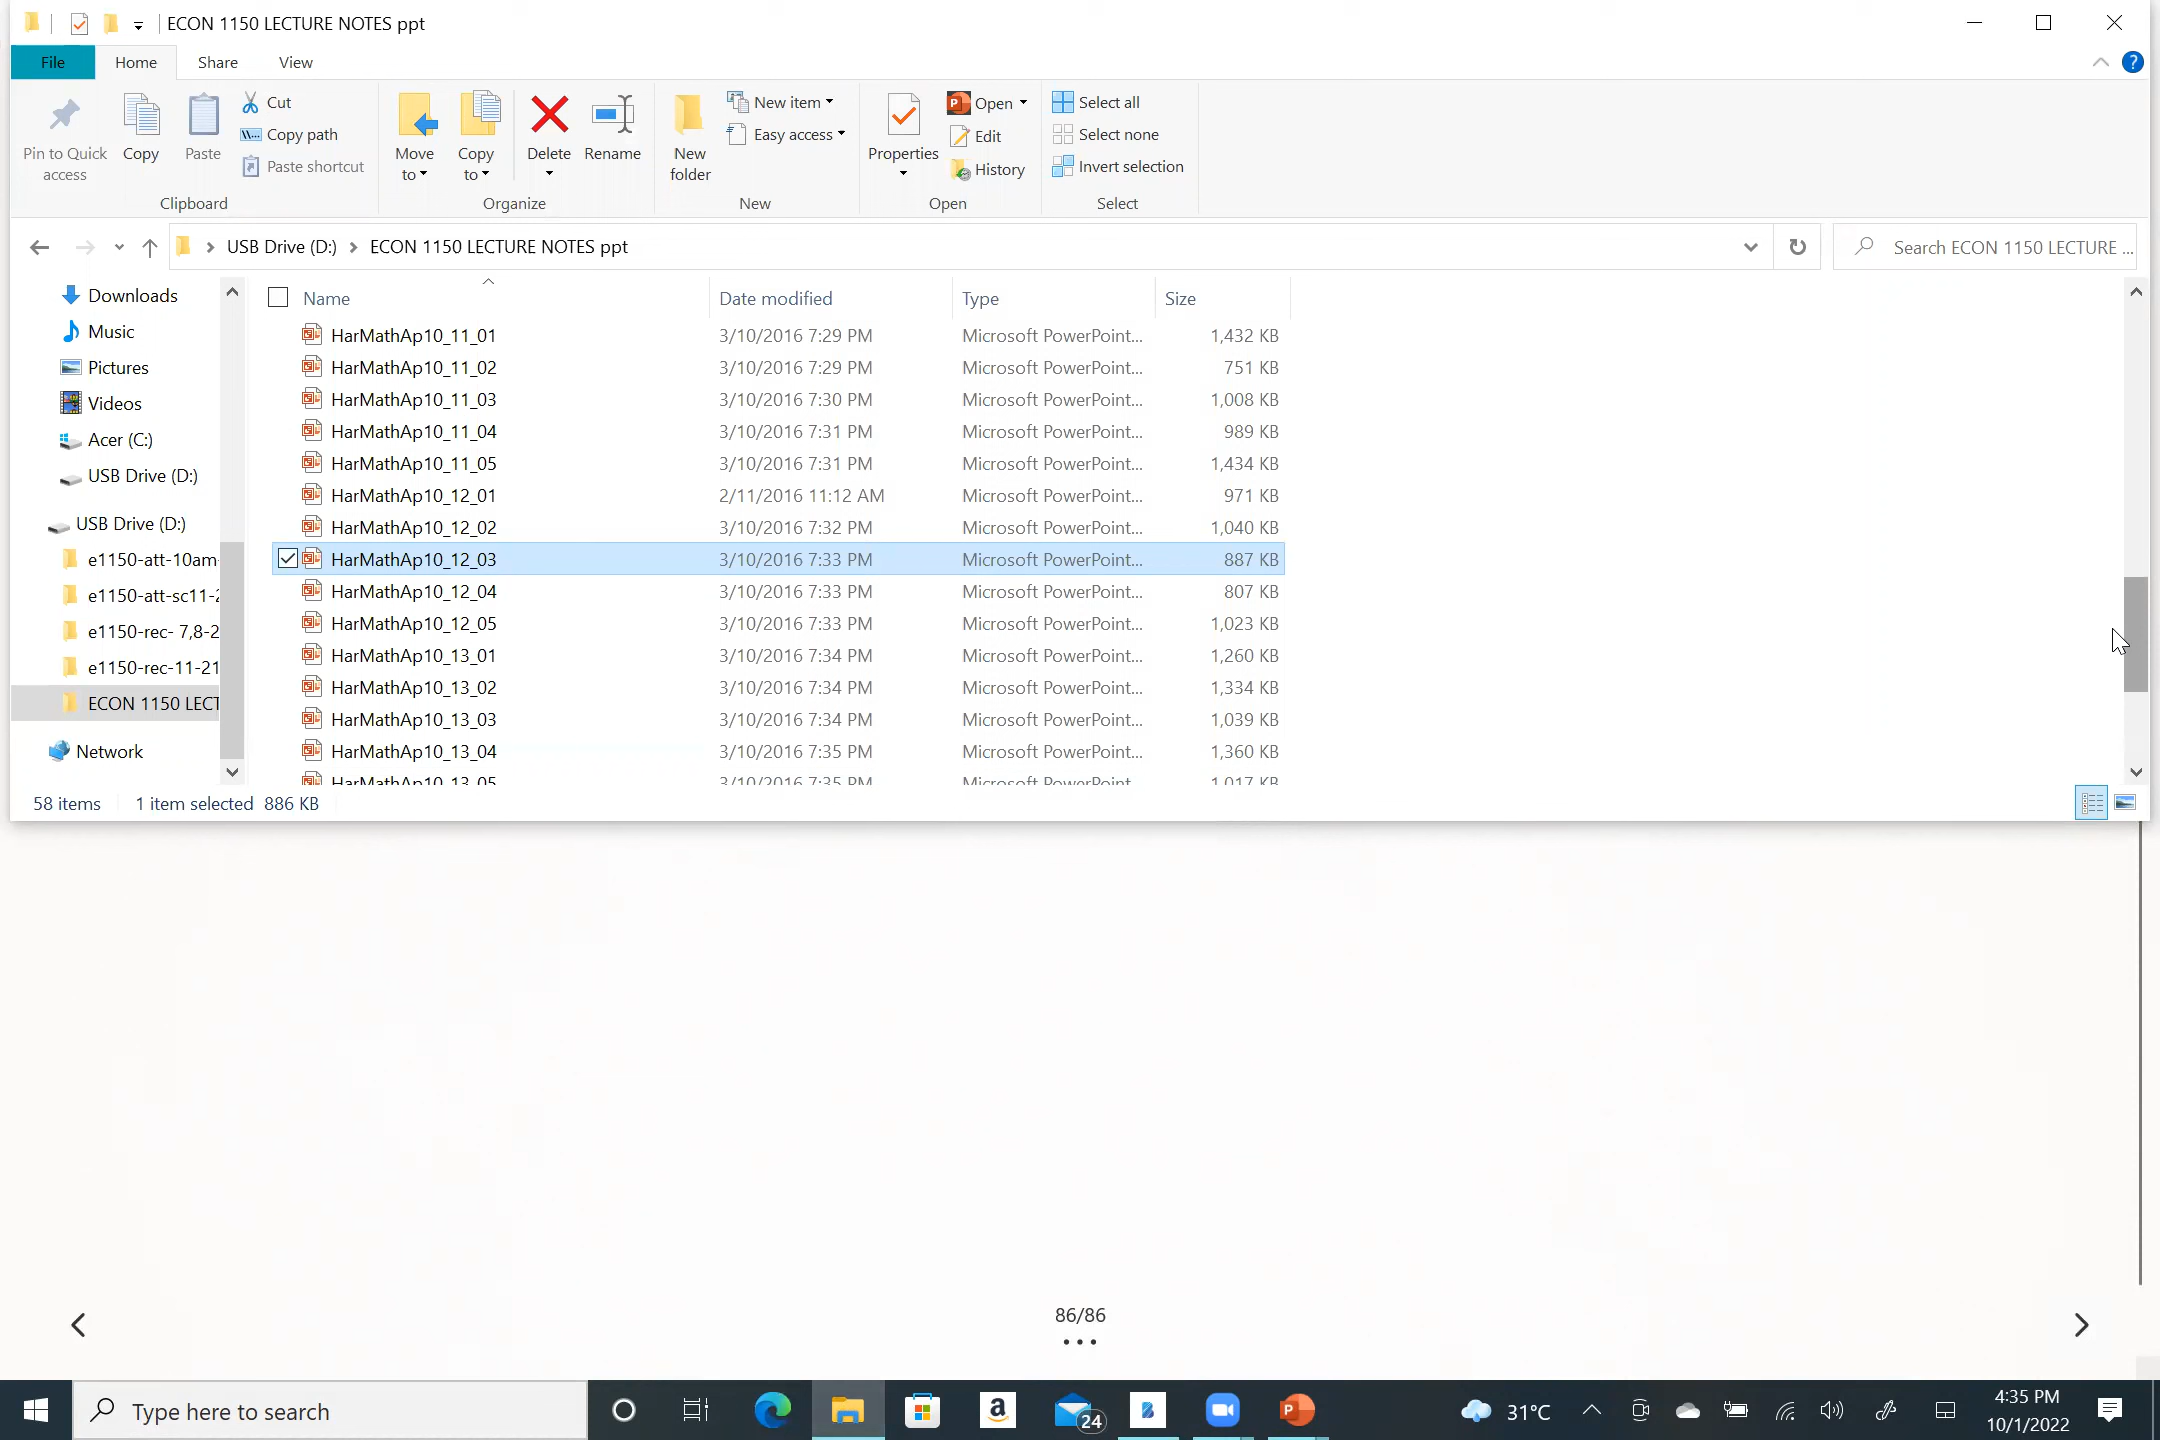 ECON 1150 LECTURE NOTES ppt
File Home Share View
Pin to Quick access
Copy
Paste
Cut
Copy path
Paste shortcut
Clipboard
Move to
Copy to
Delete
Rename
Organize
New folder
New item
Easy access
New
Properties
Open
Edit
History
Open
Select all
Select none
Invert selection
Select
USB Drive (D:) > ECON 1150 LECTURE NOTES ppt
Search ECON 1150 LECTURE ...
Downloads
Music
Pictures
Videos
Acer (C:)
USB Drive (D:)
USB Drive (D:)
e1150-att-10am-
e1150-att-sc11-2
e1150-rec- 7,8-2
e1150-rec-11-21
ECON 1150 LECT
Network
Name Date modified Type Size
HarMathAp10_11_01 3/10/2016 7:29 PM Microsoft PowerPoint... 1,432 KB
HarMathAp10_11_02 3/10/2016 7:29 PM Microsoft PowerPoint... 751 KB
HarMathAp10_11_03 3/10/2016 7:30 PM Microsoft PowerPoint... 1,008 KB
HarMathAp10_11_04 3/10/2016 7:31 PM Microsoft PowerPoint... 989 KB
HarMathAp10_11_05 3/10/2016 7:31 PM Microsoft PowerPoint... 1,434 KB
HarMathAp10_12_01 2/11/2016 11:12 AM Microsoft PowerPoint... 971 KB
HarMathAp10_12_02 3/10/2016 7:32 PM Microsoft PowerPoint... 1,040 KB
HarMathAp10_12_03 3/10/2016 7:33 PM Microsoft PowerPoint... 887 KB
HarMathAp10_12_04 3/10/2016 7:33 PM Microsoft PowerPoint... 807 KB
HarMathAp10_12_05 3/10/2016 7:33 PM Microsoft PowerPoint... 1,023 KB
HarMathAp10_13_01 3/10/2016 7:34 PM Microsoft PowerPoint... 1,260 KB
HarMathAp10_13_02 3/10/2016 7:34 PM Microsoft PowerPoint... 1,334 KB
HarMathAp10_13_03 3/10/2016 7:34 PM Microsoft PowerPoint... 1,039 KB
HarMathAp10_13_04 3/10/2016 7:35 PM Microsoft PowerPoint... 1,360 KB
HarMathAp10_13_05 3/10/2016 7:35 PM Microsoft PowerPoint... 1,017 KB
58 items 1 item selected 886 KB
86/86
Type here to search
24
31°C
4:35 PM
10/1/2022